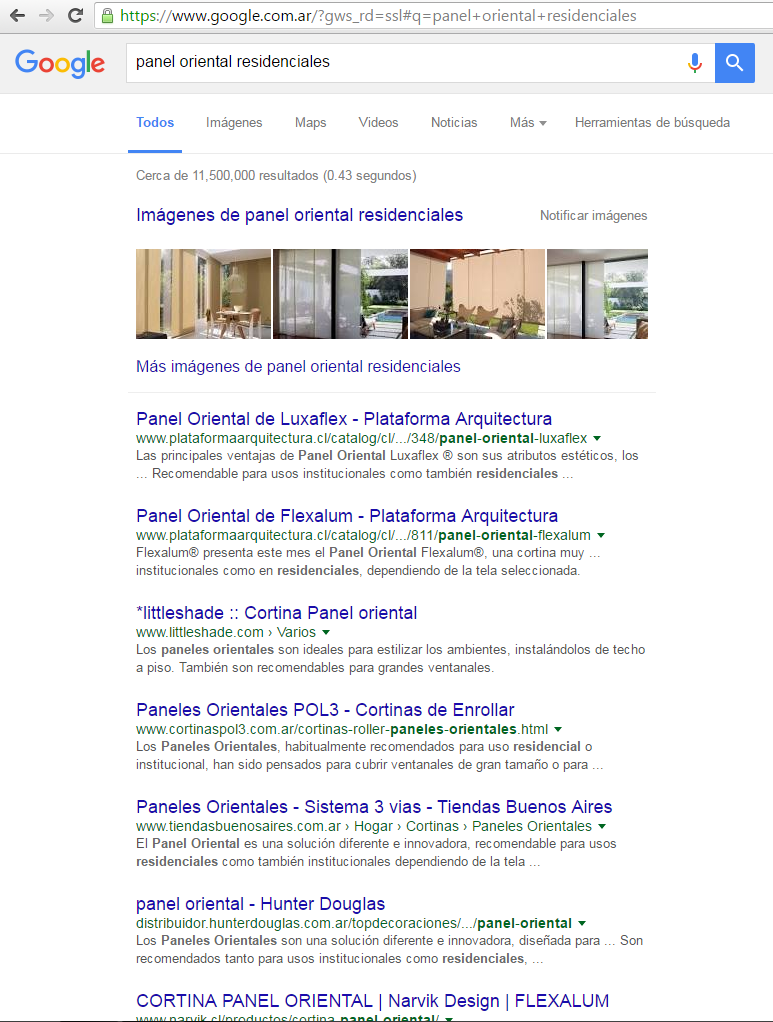 https://www.google.com.ar/?gws_rd=ssl#q=panel+oriental+residenciales
Google
panel oriental residenciales
Todos Imágenes Maps Videos Noticias Más Herramientas de búsqueda
Cerca de 11,500,000 resultados (0.43 segundos)
Imágenes de panel oriental residenciales Notificar imágenes
Más imágenes de panel oriental residenciales
Panel Oriental de Luxaflex - Plataforma Arquitectura
www.plataformaarquitectura.cl/catalog/cl/.../348/panel-oriental-luxaflex
Las principales ventajas de Panel Oriental Luxaflex ® son sus atributos estéticos, los
... Recomendable para usos institucionales como también residenciales ...
Panel Oriental de Flexalum - Plataforma Arquitectura
www.plataformaarquitectura.cl/catalog/cl/.../811/panel-oriental-flexalum
Flexalum® presenta este mes el Panel Oriental Flexalum®, una cortina muy ...
institucionales como en residenciales, dependiendo de la tela seleccionada.
*littleshade :: Cortina Panel oriental
www.littleshade.com › Varios
Los paneles orientales son ideales para estilizar los ambientes, instalándolos de techo
a piso. También son recomendables para grandes ventanales.
Paneles Orientales POL3 - Cortinas de Enrollar
www.cortinaspol3.com.ar/cortinas-roller-paneles-orientales.html
Los Paneles Orientales, habitualmente recomendados para uso residencial o
institucional, han sido pensados para cubrir ventanales de gran tamaño o para ...
Paneles Orientales - Sistema 3 vias - Tiendas Buenos Aires
www.tiendasbuenosaires.com.ar › Hogar › Cortinas › Paneles Orientales
El Panel Oriental es una solución diferente e innovadora, recomendable para usos
residenciales como también institucionales dependiendo de la tela ...
panel oriental - Hunter Douglas
distribuidor.hunterdouglas.com.ar/topdecoraciones/.../panel-oriental
Los Paneles Orientales son una solución diferente e innovadora, diseñada para ... Son
recomendados tanto para usos institucionales como residenciales, ...
CORTINA PANEL ORIENTAL | Narvik Design | FLEXALUM
www.narvik.cl/productos/cortina-panel-oriental/